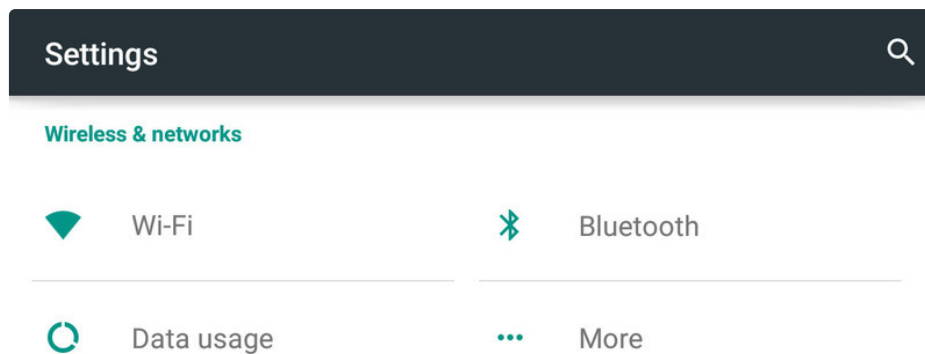 Settings
Wireless & networks
Wi-Fi
Bluetooth
Data usage
More